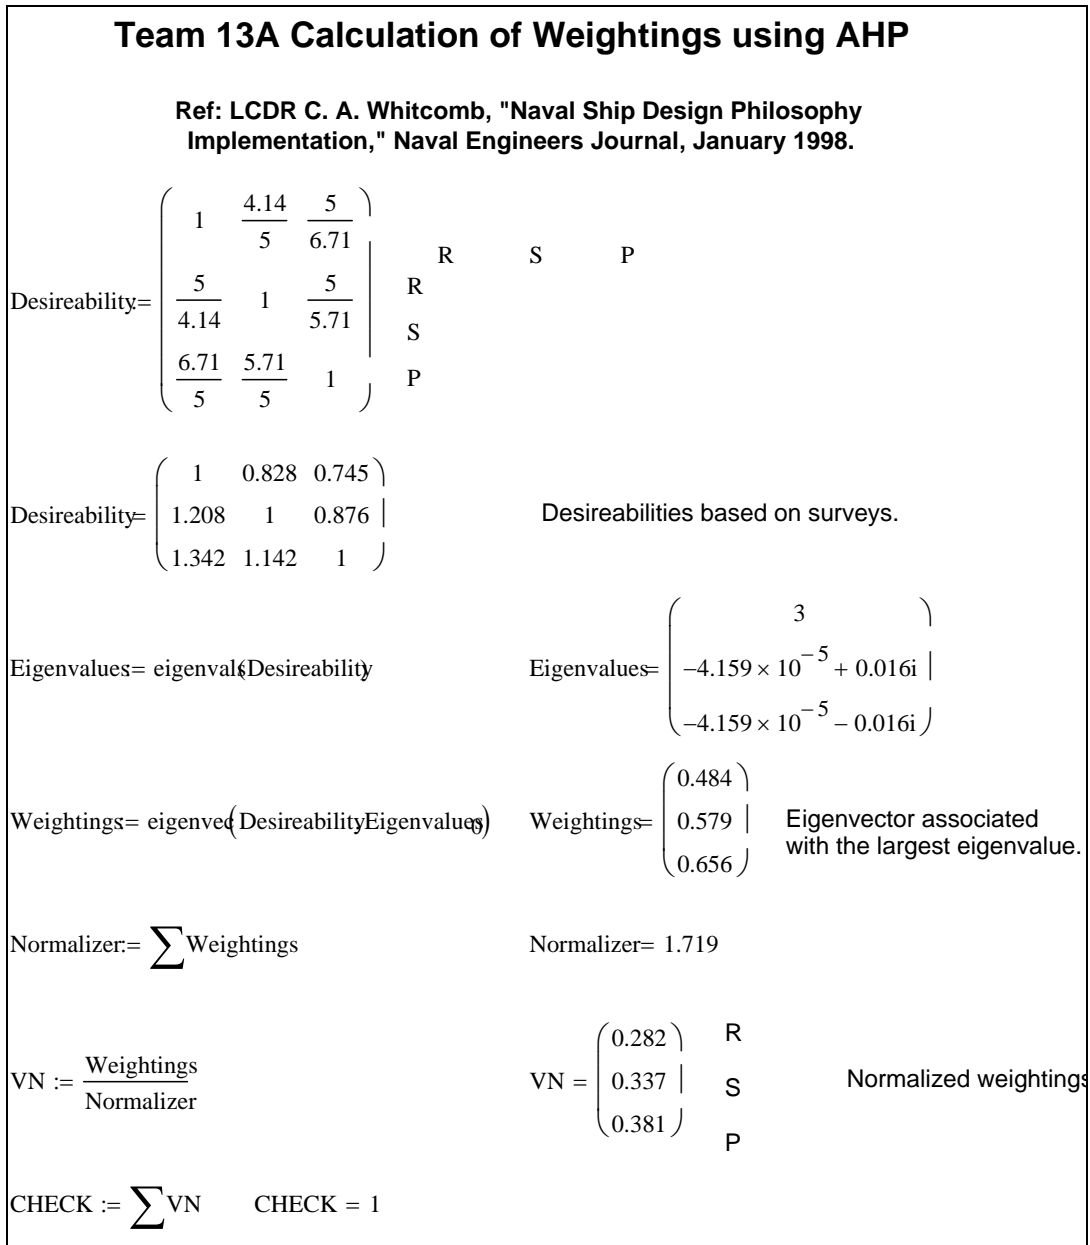 Team 13A Calculation of Weightings using AHP
Ref: LCDR C. A. Whitcomb, "Naval Ship Design Philosophy
Implementation," Naval Engineers Journal, January 1998.
Desireability:= ( 1 4.14/5 5/6.71 )
( 5/4.14 1 5/5.71 )
( 6.71/5 5.71/5 1 )
R S P
R
S
P
Desireability= ( 1 0.828 0.745 )
( 1.208 1 0.876 )
( 1.342 1.142 1 )
Desireabilities based on surveys.
Eigenvalues:= eigenvals(Desireability)
Eigenvalues= ( 3 )
( −4.159 × 10^−5 + 0.016i )
( −4.159 × 10^−5 − 0.016i )
Weightings:= eigenvec(Desireability,Eigenvalues0)
Weightings= ( 0.484 )
( 0.579 )
( 0.656 )
Eigenvector associated
with the largest eigenvalue.
Normalizer:= ∑Weightings
Normalizer= 1.719
VN := Weightings/Normalizer
VN = ( 0.282 ) R
( 0.337 ) S
( 0.381 ) P
Normalized weightings
CHECK := ∑VN CHECK = 1